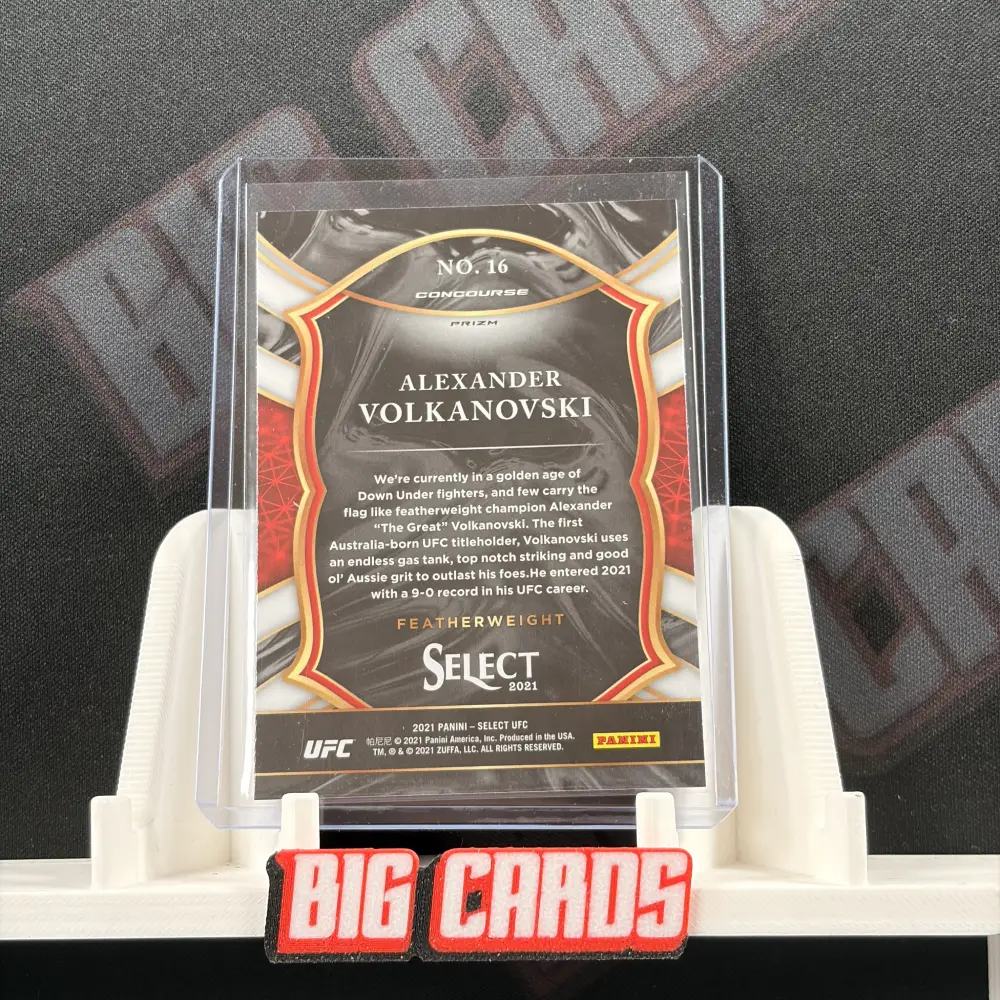 NO. 16
CONCOURSE
PRIZM
ALEXANDER
VOLKANOVSKI
We're currently in a golden age of
Down Under fighters, and few carry the
flag like featherweight champion Alexander
"The Great" Volkanovski. The first
Australia-born UFC titleholder, Volkanovski uses
an endless gas tank, top notch striking and good
ol' Aussie grit to outlast his foes.He entered 2021
with a 9-0 record in his UFC career.
FEATHERWEIGHT
SELECT
2021
2021 PANINI – SELECT UFC
UFC
帕尼尼 © 2021 Panini America, Inc. Produced in the USA.
TM, ® & © 2021 ZUFFA, LLC. ALL RIGHTS RESERVED.
PANINI
BIG CARDS